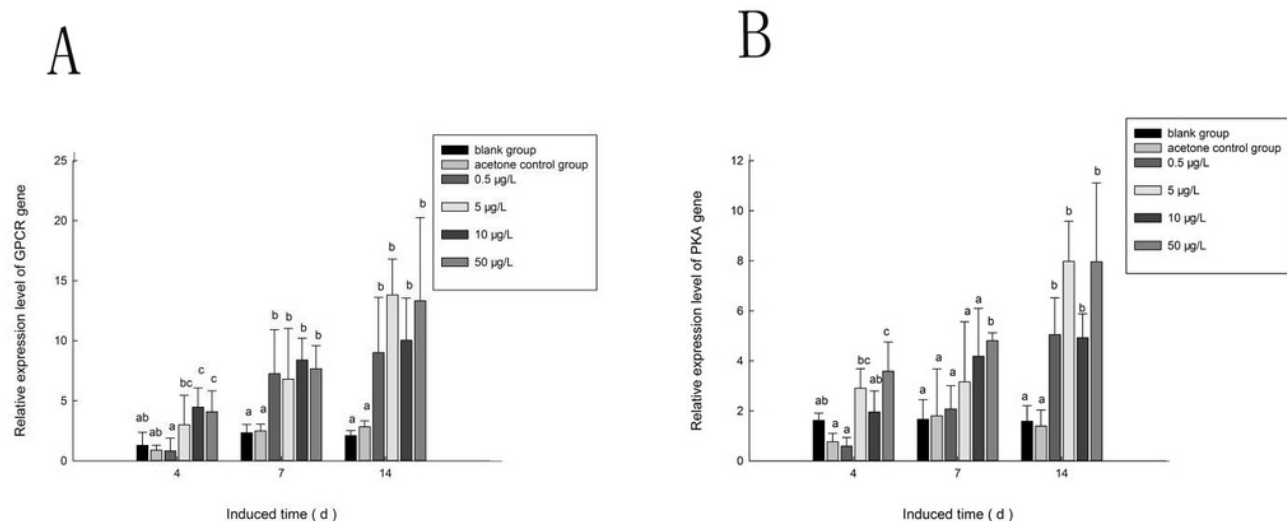 A
Relative expression level of GPCR gene
25
20
15
10
5
0
ab
ab
a
bc
c
c
a
a
b
b
b
b
a
a
b
b
b
b
4
7
14
Induced time ( d )
blank group
acetone control group
0.5 µg/L
5 µg/L
10 µg/L
50 µg/L
B
Relative expression level of PKA gene
12
10
8
6
4
2
0
ab
a
a
bc
ab
c
a
a
a
a
a
b
a
a
b
b
b
b
4
7
14
Induced time ( d )
blank group
acetone control group
0.5 µg/L
5 µg/L
10 µg/L
50 µg/L